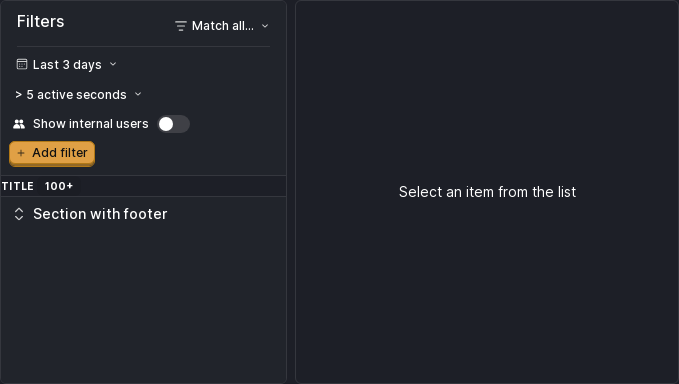 Filters
Match all...
Last 3 days
> 5 active seconds
Show internal users
Add filter
TITLE 100+
Section with footer
Select an item from the list